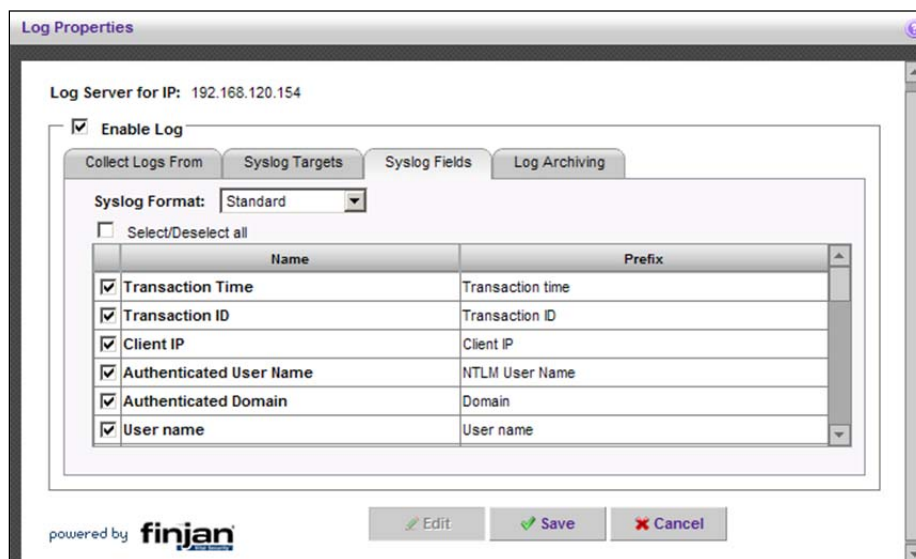 Log Properties
Log Server for IP: 192.168.120.154
Enable Log
Collect Logs From Syslog Targets Syslog Fields Log Archiving
Syslog Format: Standard
Select/Deselect all
Name Prefix
Transaction Time Transaction time
Transaction ID Transaction ID
Client IP Client IP
Authenticated User Name NTLM User Name
Authenticated Domain Domain
User name User name
powered by finjan
Edit Save Cancel